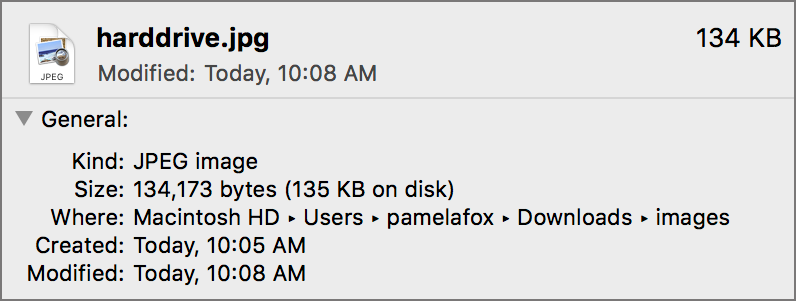 harddrive.jpg 134 KB
JPEG
Modified: Today, 10:08 AM
▼ General:
Kind: JPEG image
Size: 134,173 bytes (135 KB on disk)
Where: Macintosh HD ▸ Users ▸ pamelafox ▸ Downloads ▸ images
Created: Today, 10:05 AM
Modified: Today, 10:08 AM